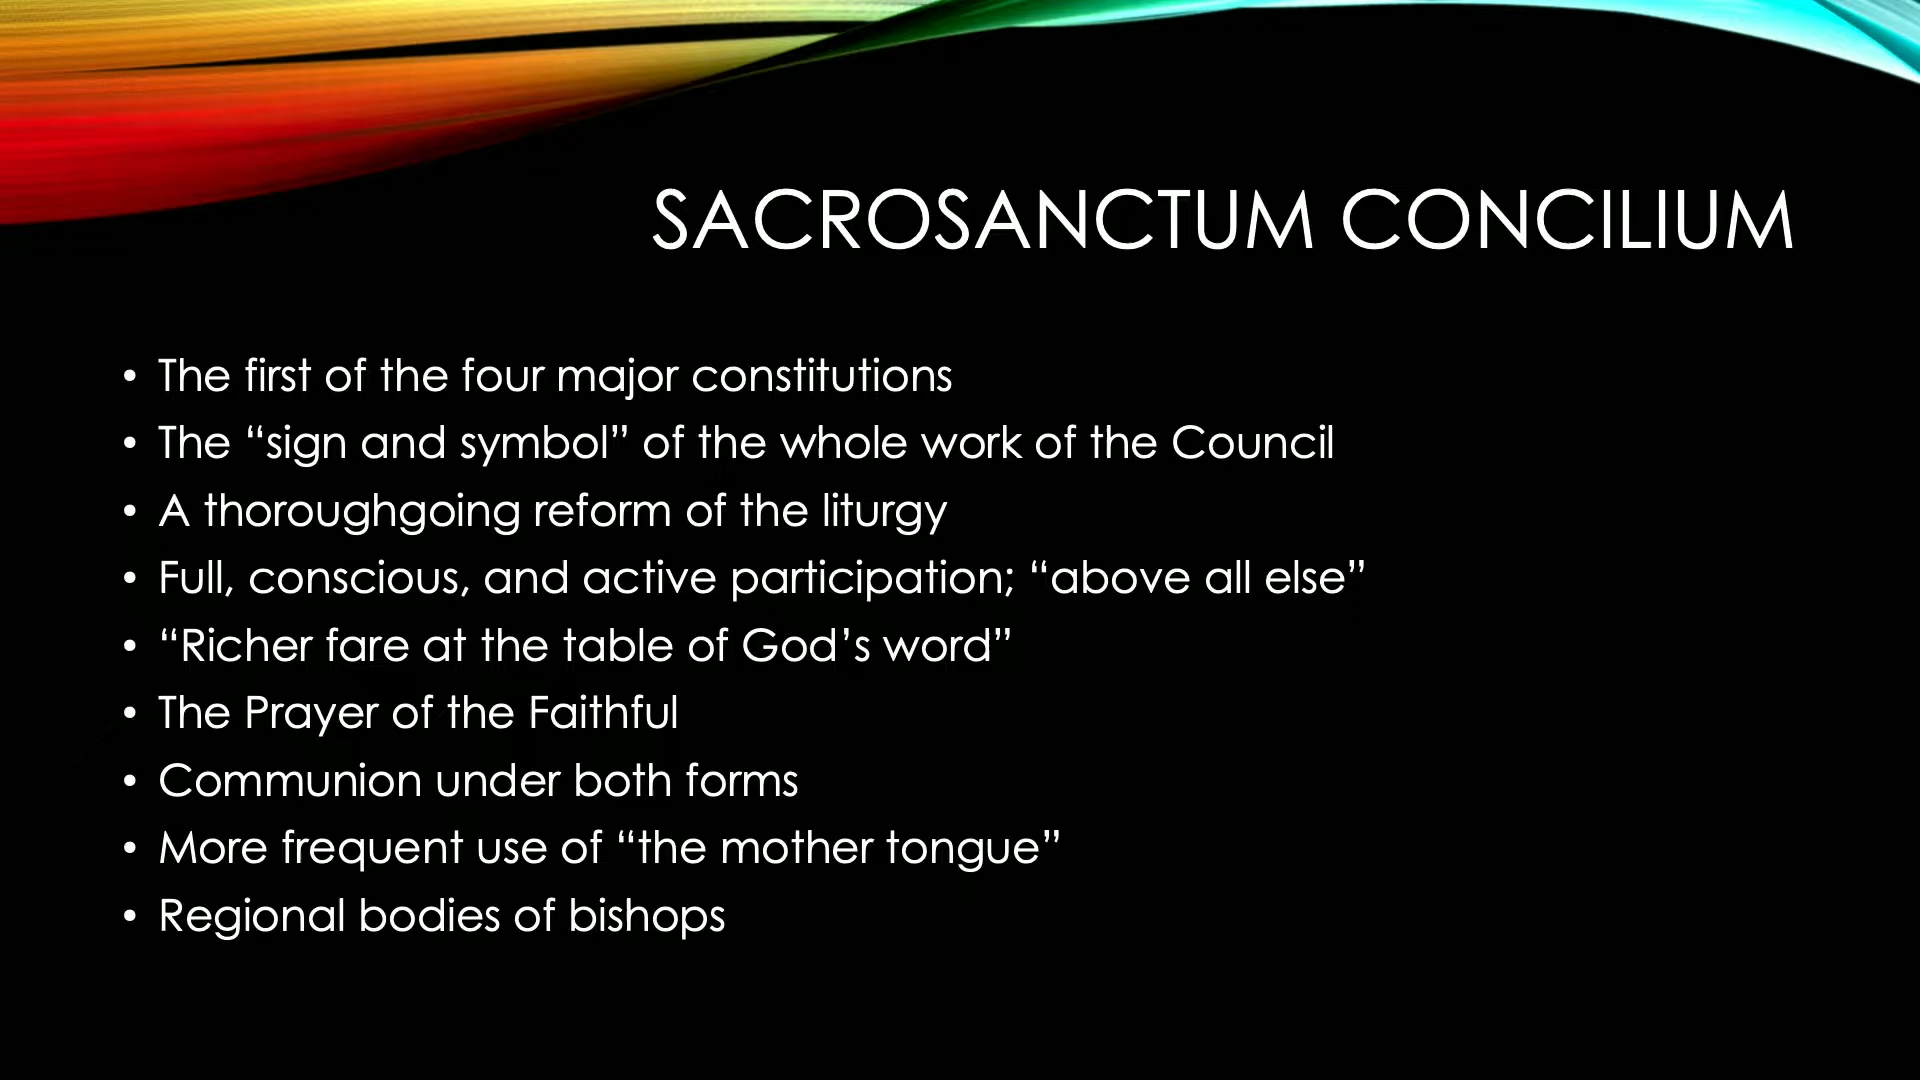 SACROSANCTUM CONCILIUM
• The first of the four major constitutions
• The “sign and symbol” of the whole work of the Council
• A thoroughgoing reform of the liturgy
• Full, conscious, and active participation; “above all else”
• “Richer fare at the table of God’s word”
• The Prayer of the Faithful
• Communion under both forms
• More frequent use of “the mother tongue”
• Regional bodies of bishops